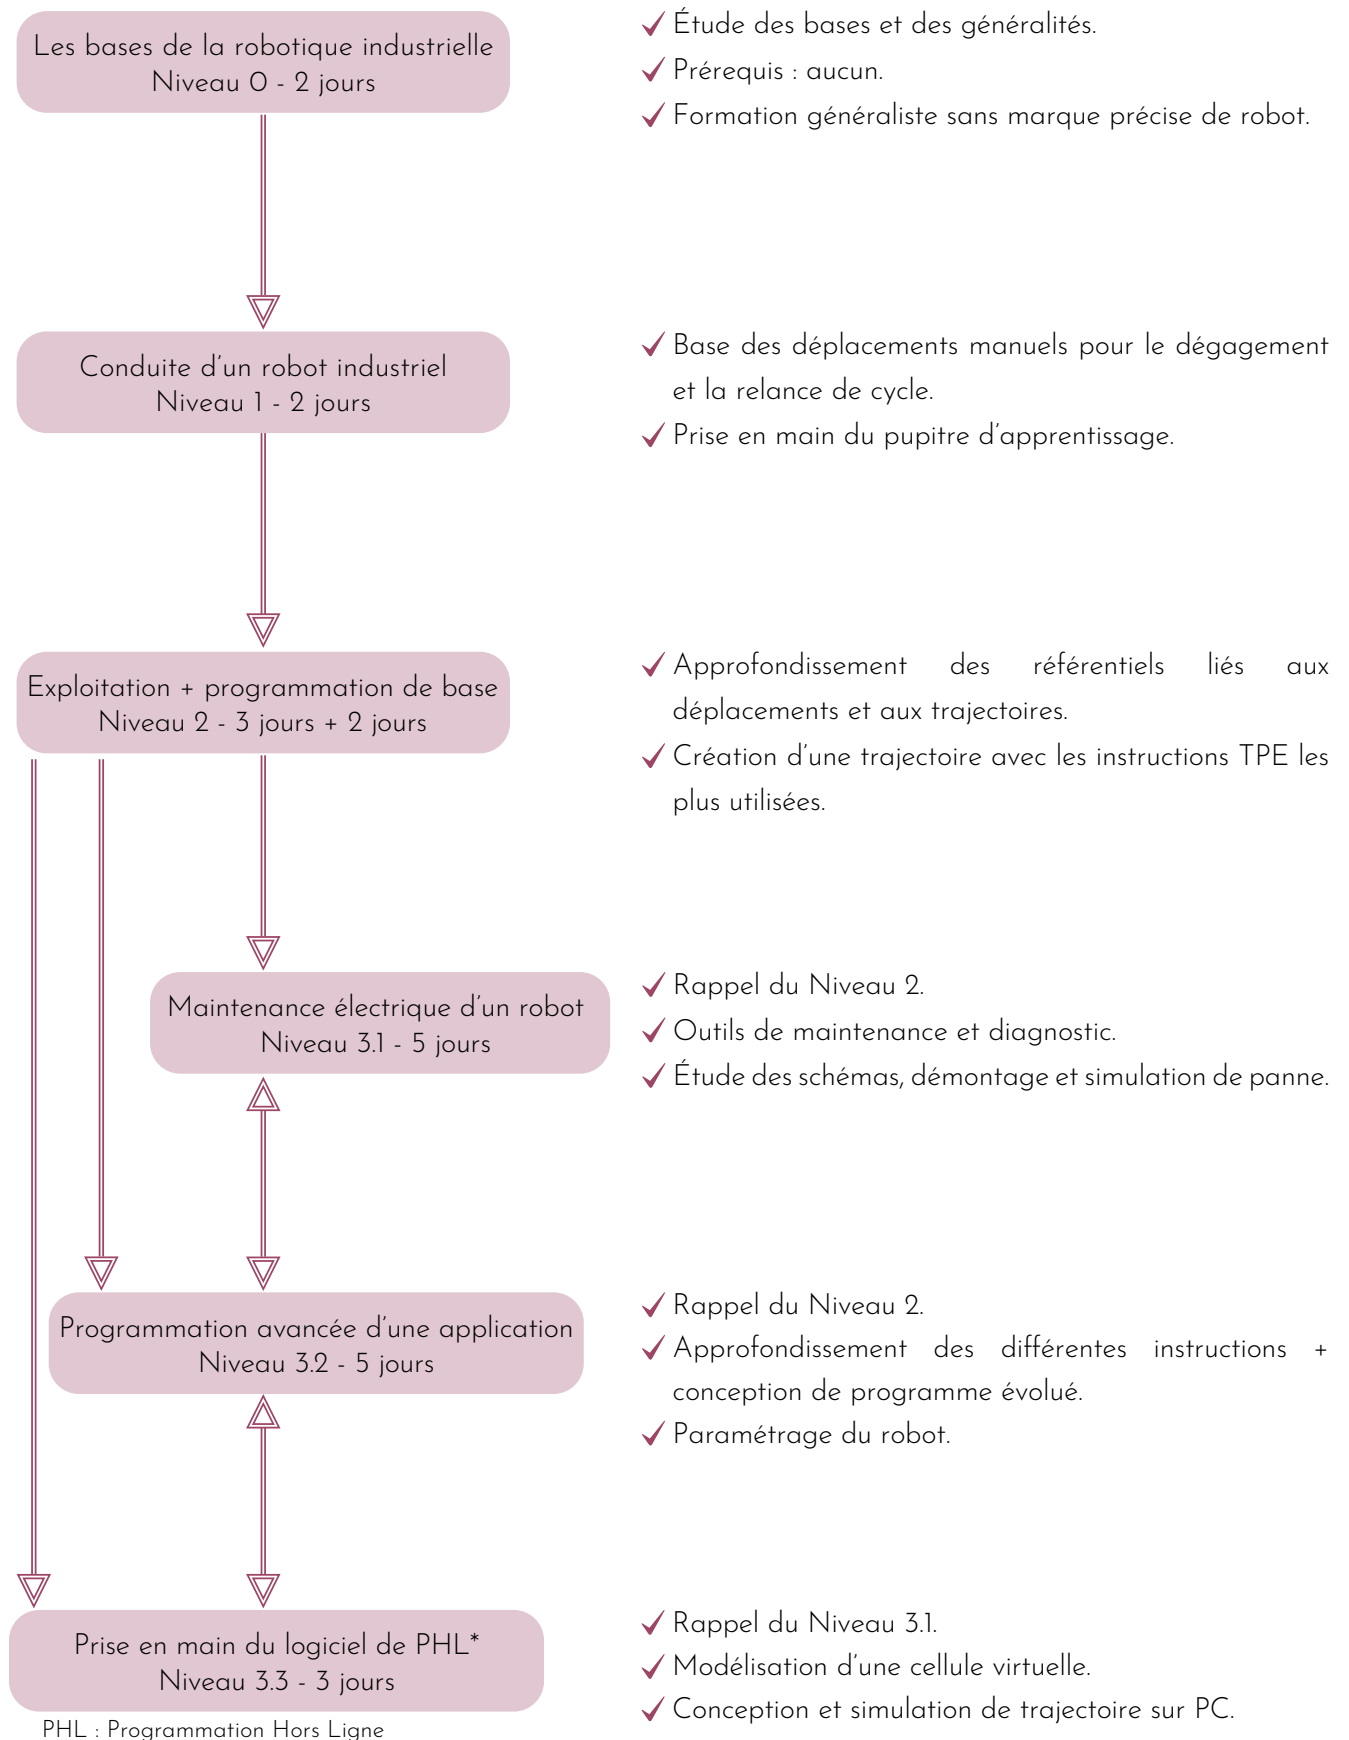 Les bases de la robotique industrielle
Niveau 0 - 2 jours
Étude des bases et des généralités.
Prérequis : aucun.
Formation généraliste sans marque précise de robot.
Conduite d'un robot industriel
Niveau 1 - 2 jours
Base des déplacements manuels pour le dégagement
et la relance de cycle.
Prise en main du pupitre d'apprentissage.
Exploitation + programmation de base
Niveau 2 - 3 jours + 2 jours
Approfondissement des référentiels liés aux
déplacements et aux trajectoires.
Création d'une trajectoire avec les instructions TPE les
plus utilisées.
Maintenance électrique d'un robot
Niveau 3.1 - 5 jours
Rappel du Niveau 2.
Outils de maintenance et diagnostic.
Étude des schémas, démontage et simulation de panne.
Programmation avancée d'une application
Niveau 3.2 - 5 jours
Rappel du Niveau 2.
Approfondissement des différentes instructions +
conception de programme évolué.
Paramétrage du robot.
Prise en main du logiciel de PHL*
Niveau 3.3 - 3 jours
Rappel du Niveau 3.1.
Modélisation d'une cellule virtuelle.
Conception et simulation de trajectoire sur PC.
PHL : Programmation Hors Ligne